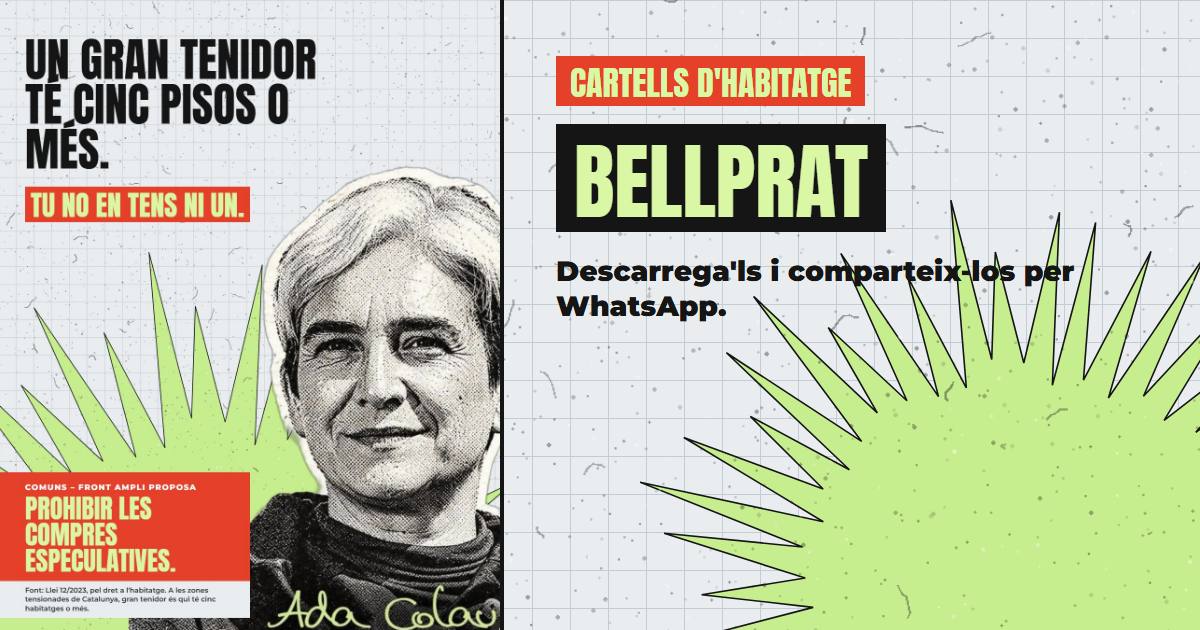 UN GRAN TENIDOR
TÉ CINC PISOS O
MÉS.
TU NO EN TENS NI UN.
COMUNS – FRONT AMPLI PROPOSA
PROHIBIR LES
COMPRES
ESPECULATIVES.
Font: Llei 12/2023, pel dret a l'habitatge. A les zones
tensionades de Catalunya, gran tenidor és qui té cinc
habitatges o més.
Ada Colau
CARTELLS D'HABITATGE
BELLPRAT
Descarrega'ls i comparteix-los per
WhatsApp.